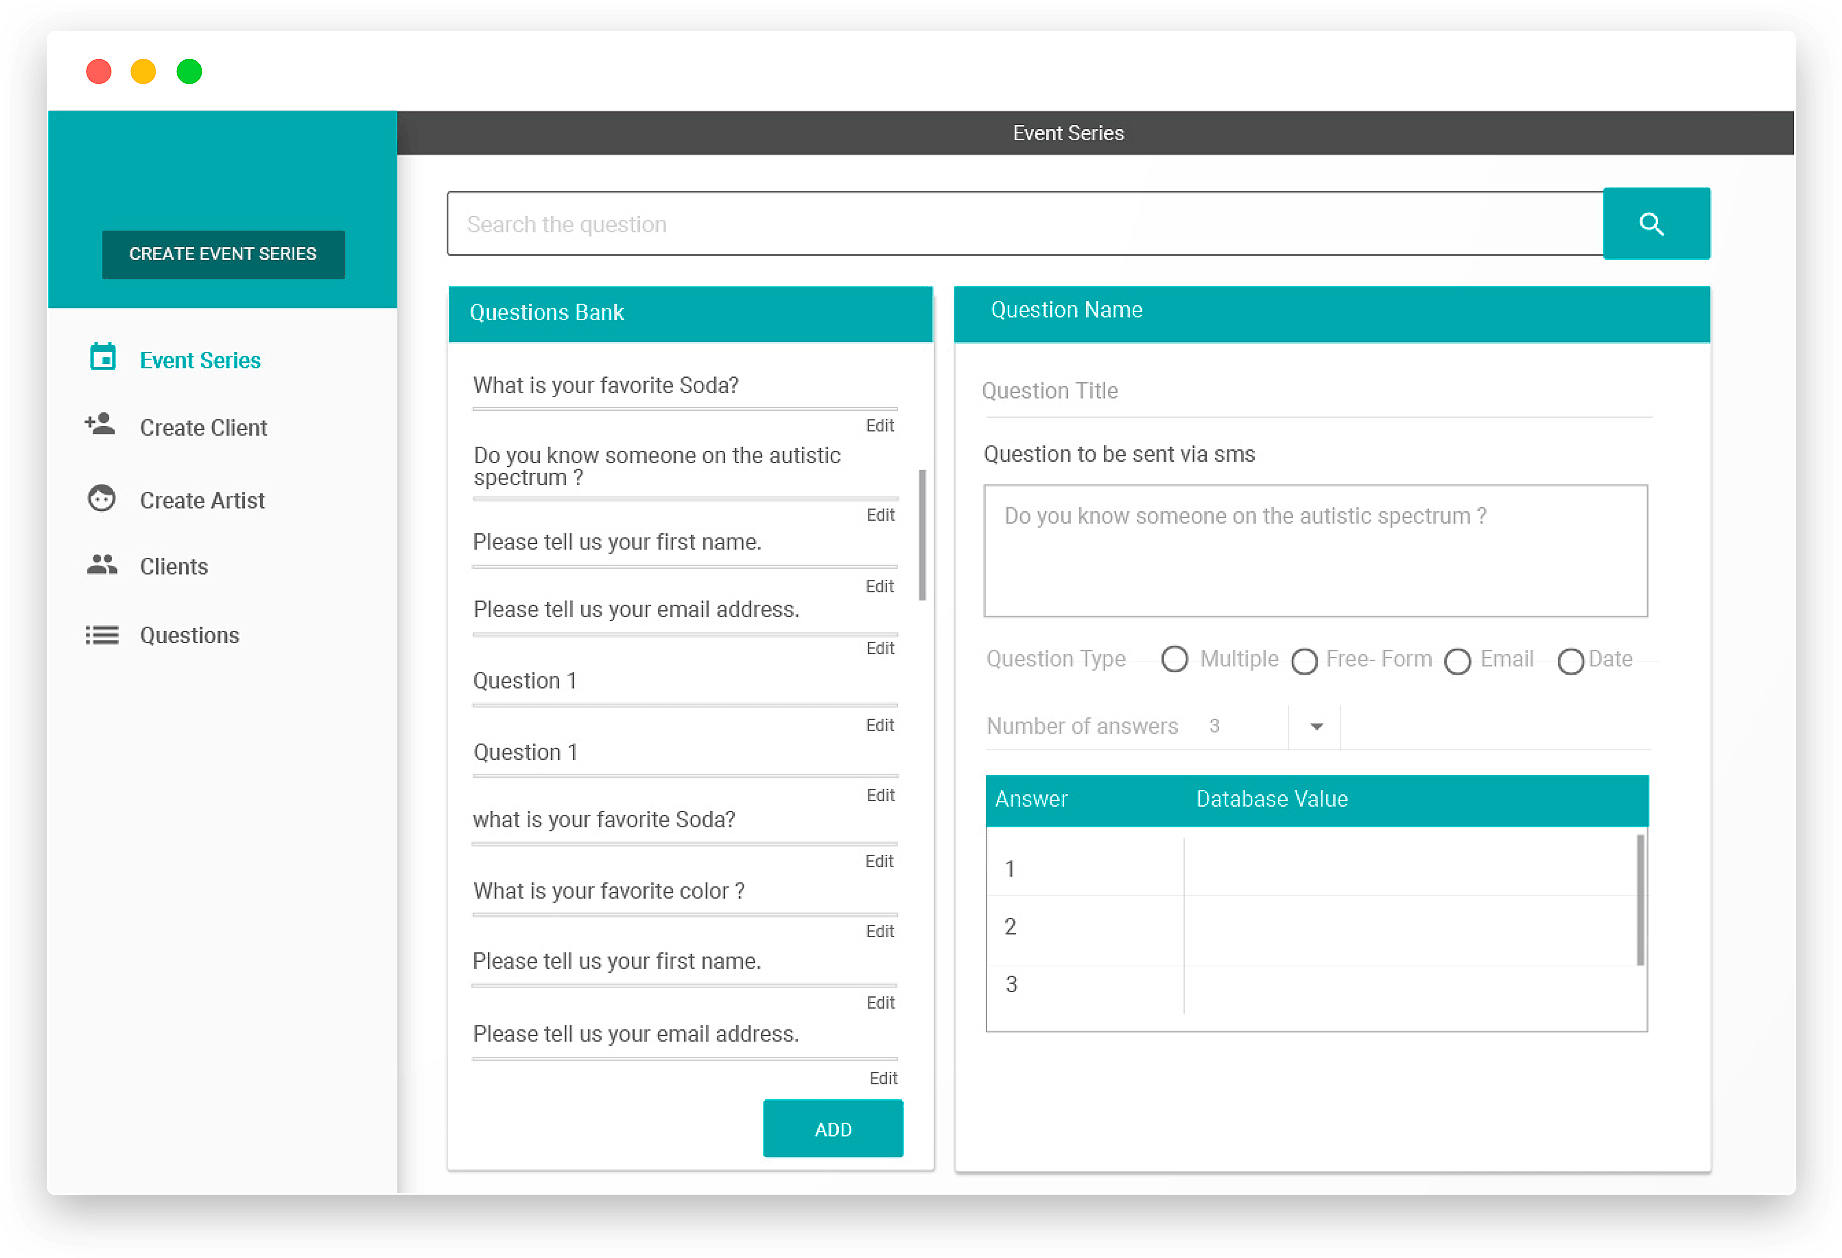 Event Series
CREATE EVENT SERIES
Event Series
Create Client
Create Artist
Clients
Questions
Search the question
Questions Bank
What is your favorite Soda?
Edit
Do you know someone on the autistic
spectrum ?
Edit
Please tell us your first name.
Edit
Please tell us your email address.
Edit
Question 1
Edit
Question 1
Edit
what is your favorite Soda?
Edit
What is your favorite color ?
Edit
Please tell us your first name.
Edit
Please tell us your email address.
Edit
ADD
Question Name
Question Title
Question to be sent via sms
Do you know someone on the autistic spectrum ?
Question Type Multiple Free- Form Email Date
Number of answers 3
Answer Database Value
1
2
3